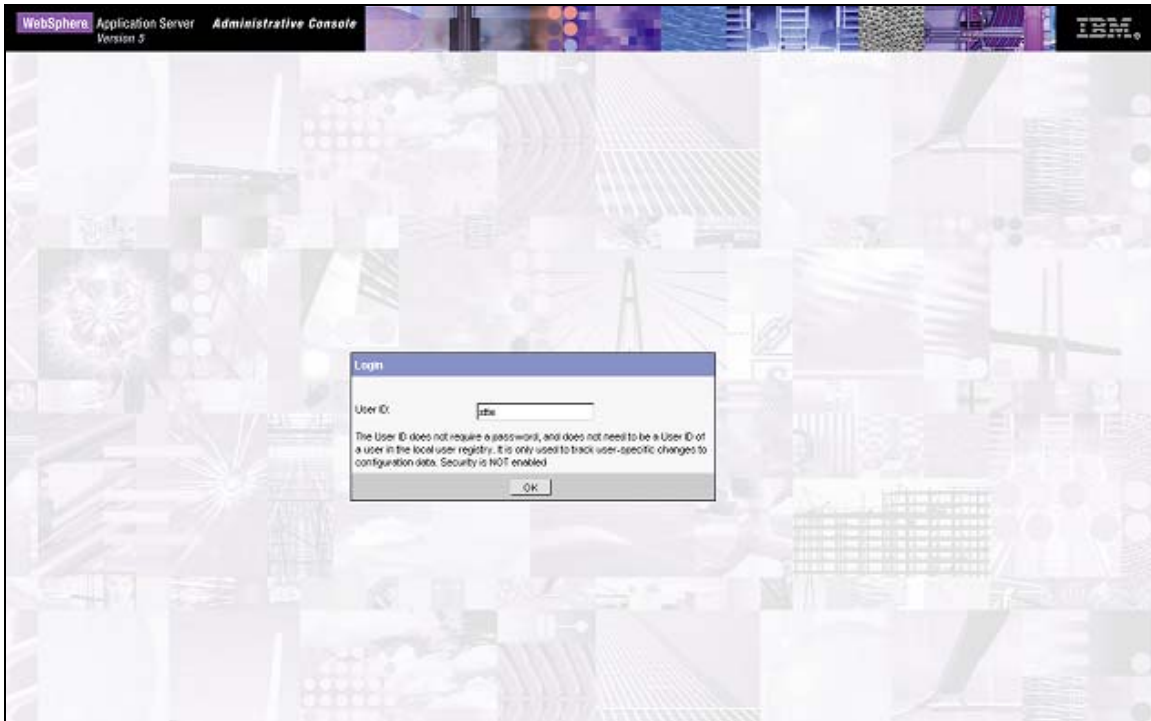 WebSphere. Application Server Administrative Console
Version 5
IBM®
Login
User ID:
The User ID does not require a password, and does not need to be a User ID of
a user in the local user registry. It is only used to track user-specific changes to
configuration data. Security is NOT enabled
OK